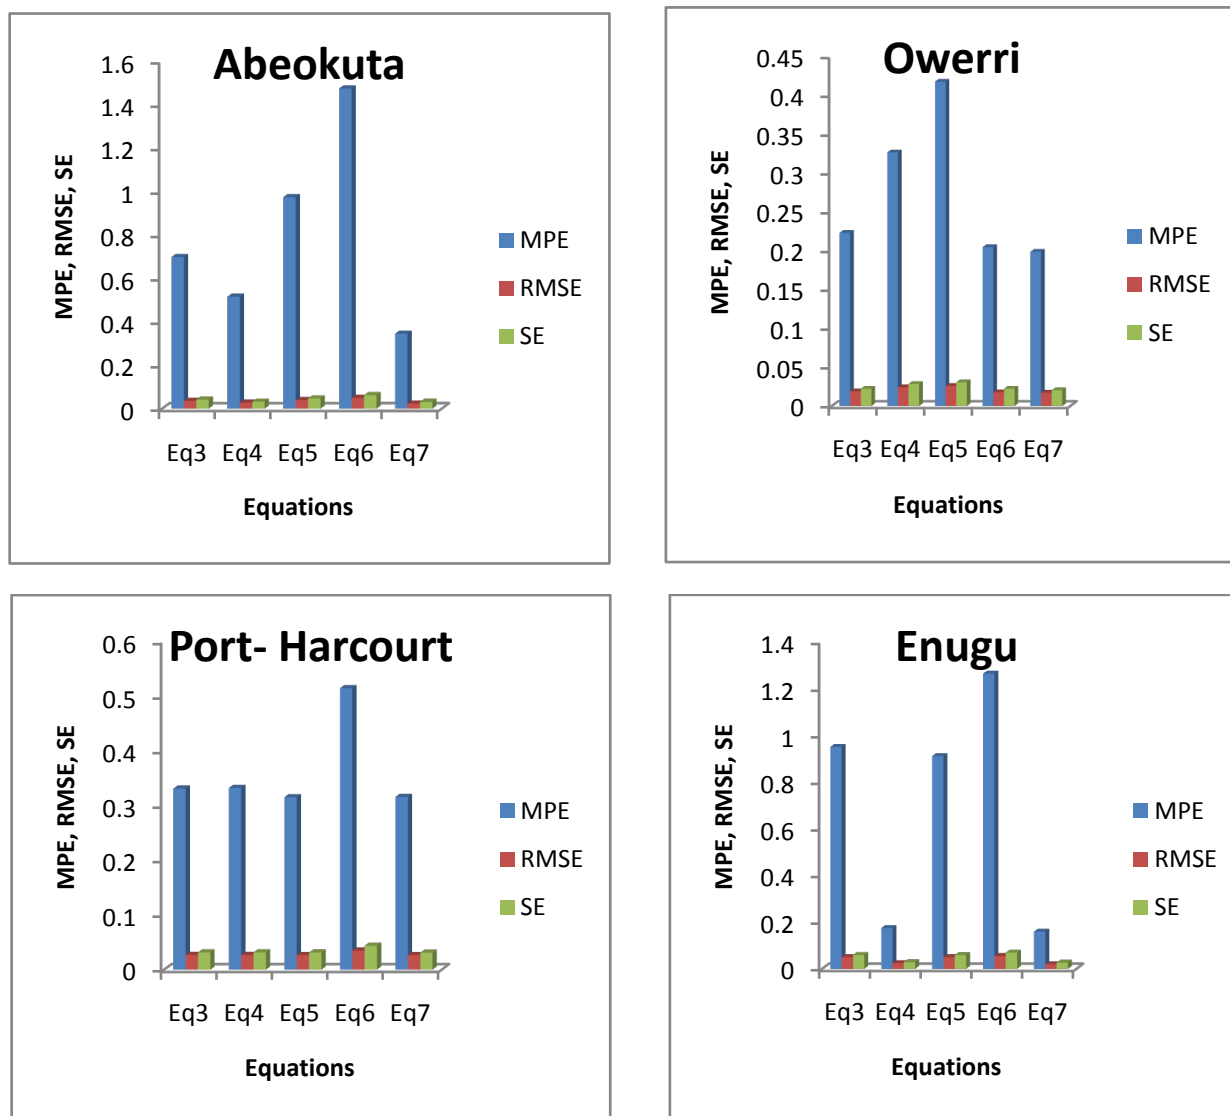 Abeokuta
MPE, RMSE, SE
1.6
1.4
1.2
1
0.8
0.6
0.4
0.2
0
Eq3 Eq4 Eq5 Eq6 Eq7
Equations
MPE
RMSE
SE
Owerri
MPE, RMSE, SE
0.45
0.4
0.35
0.3
0.25
0.2
0.15
0.1
0.05
0
Eq3 Eq4 Eq5 Eq6 Eq7
Equations
MPE
RMSE
SE
Port- Harcourt
MPE, RMSE, SE
0.6
0.5
0.4
0.3
0.2
0.1
0
Eq3 Eq4 Eq5 Eq6 Eq7
Equations
MPE
RMSE
SE
Enugu
MPE, RMSE, SE
1.4
1.2
1
0.8
0.6
0.4
0.2
0
Eq3 Eq4 Eq5 Eq6 Eq7
Equations
MPE
RMSE
SE